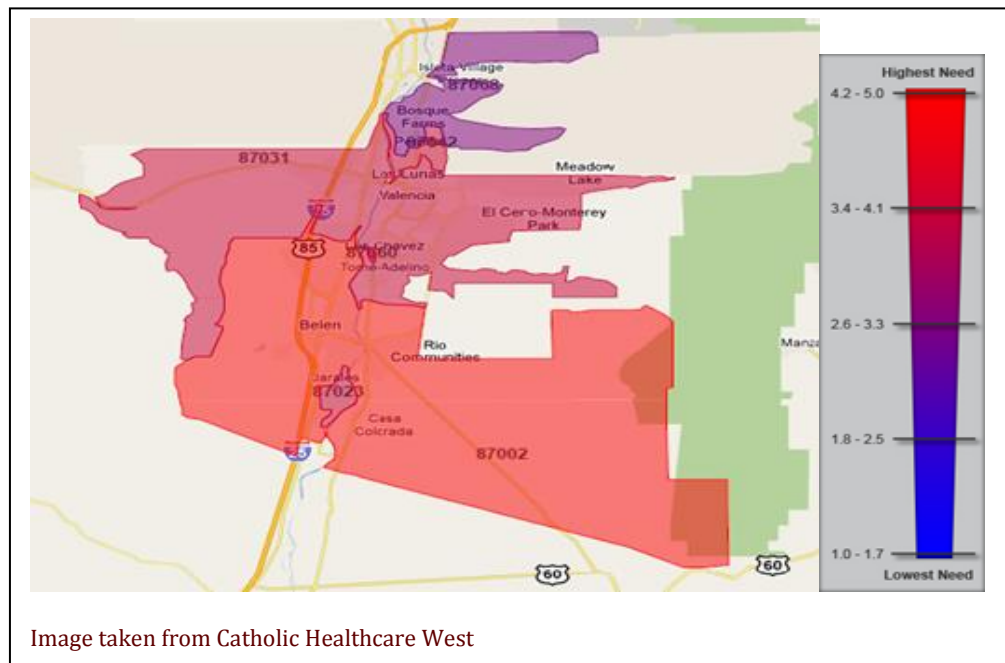 Isleta Village
87068
Bosque
Farms
87031
Los Lunas
Meadow
Lake
Valencia
El Cero-Monterey
Park
85
Los Chavez
87060
Tome-Adelino
Belen
Rio
Communities
Manza
Jarales
87023
Casa
Colorada
87002
60
60
Highest Need
4.2 - 5.0
3.4 - 4.1
2.6 - 3.3
1.8 - 2.5
1.0 - 1.7
Lowest Need
Image taken from Catholic Healthcare West